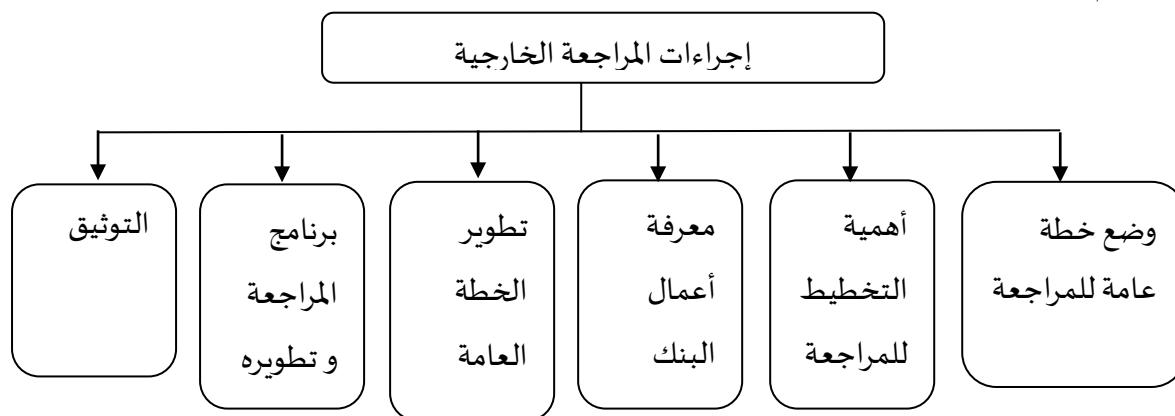 إجراءات المراجعة الخارجية
وضع خطة
عامة للمراجعة
أهمية
التخطيط
للمراجعة
معرفة
أعمال
البنك
تطوير
الخطة
العامة
برنامج
المراجعة
و تطويره
التوثيق